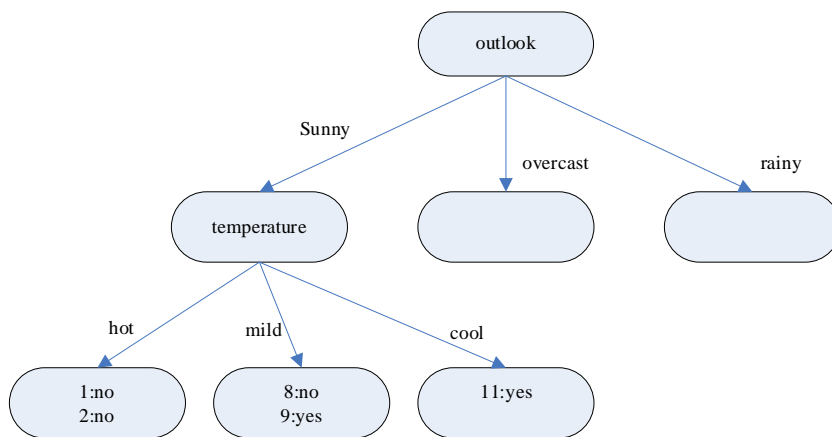 outlook
Sunny
overcast
rainy
temperature
hot
mild
cool
1:no
2:no
8:no
9:yes
11:yes